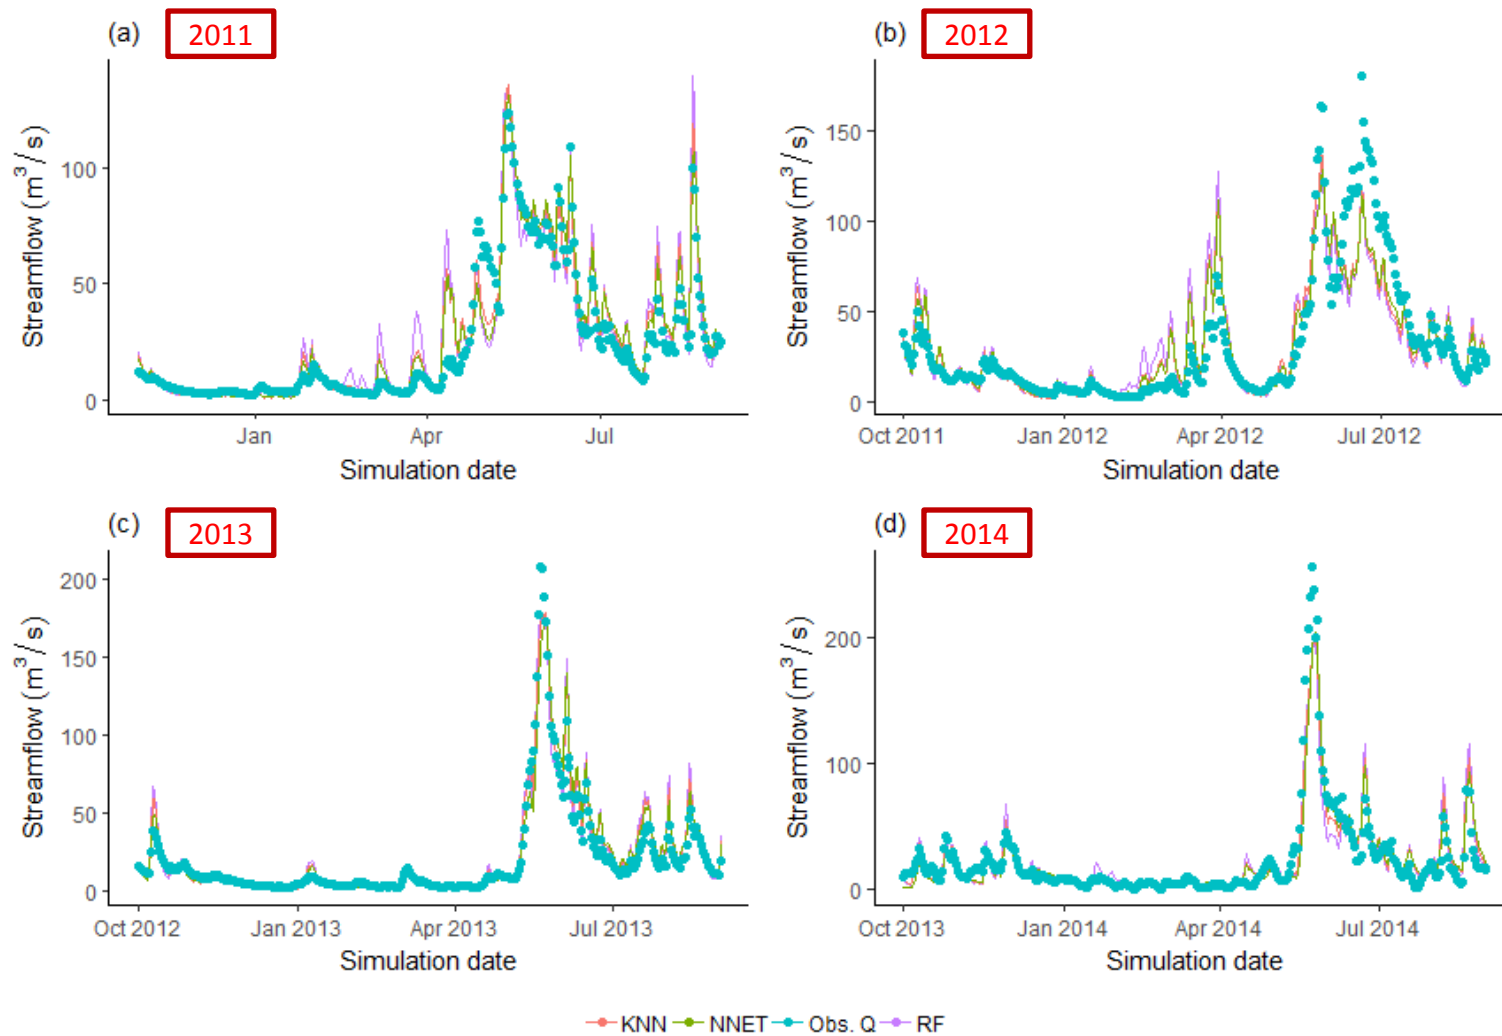 (a) 2011
Streamflow (m³/s)
100
50
0
Jan Apr Jul
Simulation date
(b) 2012
Streamflow (m³/s)
150
100
50
0
Oct 2011 Jan 2012 Apr 2012 Jul 2012
Simulation date
(c) 2013
Streamflow (m³/s)
200
150
100
50
0
Oct 2012 Jan 2013 Apr 2013 Jul 2013
Simulation date
(d) 2014
Streamflow (m³/s)
200
100
0
Oct 2013 Jan 2014 Apr 2014 Jul 2014
Simulation date
KNN NNET Obs. Q RF